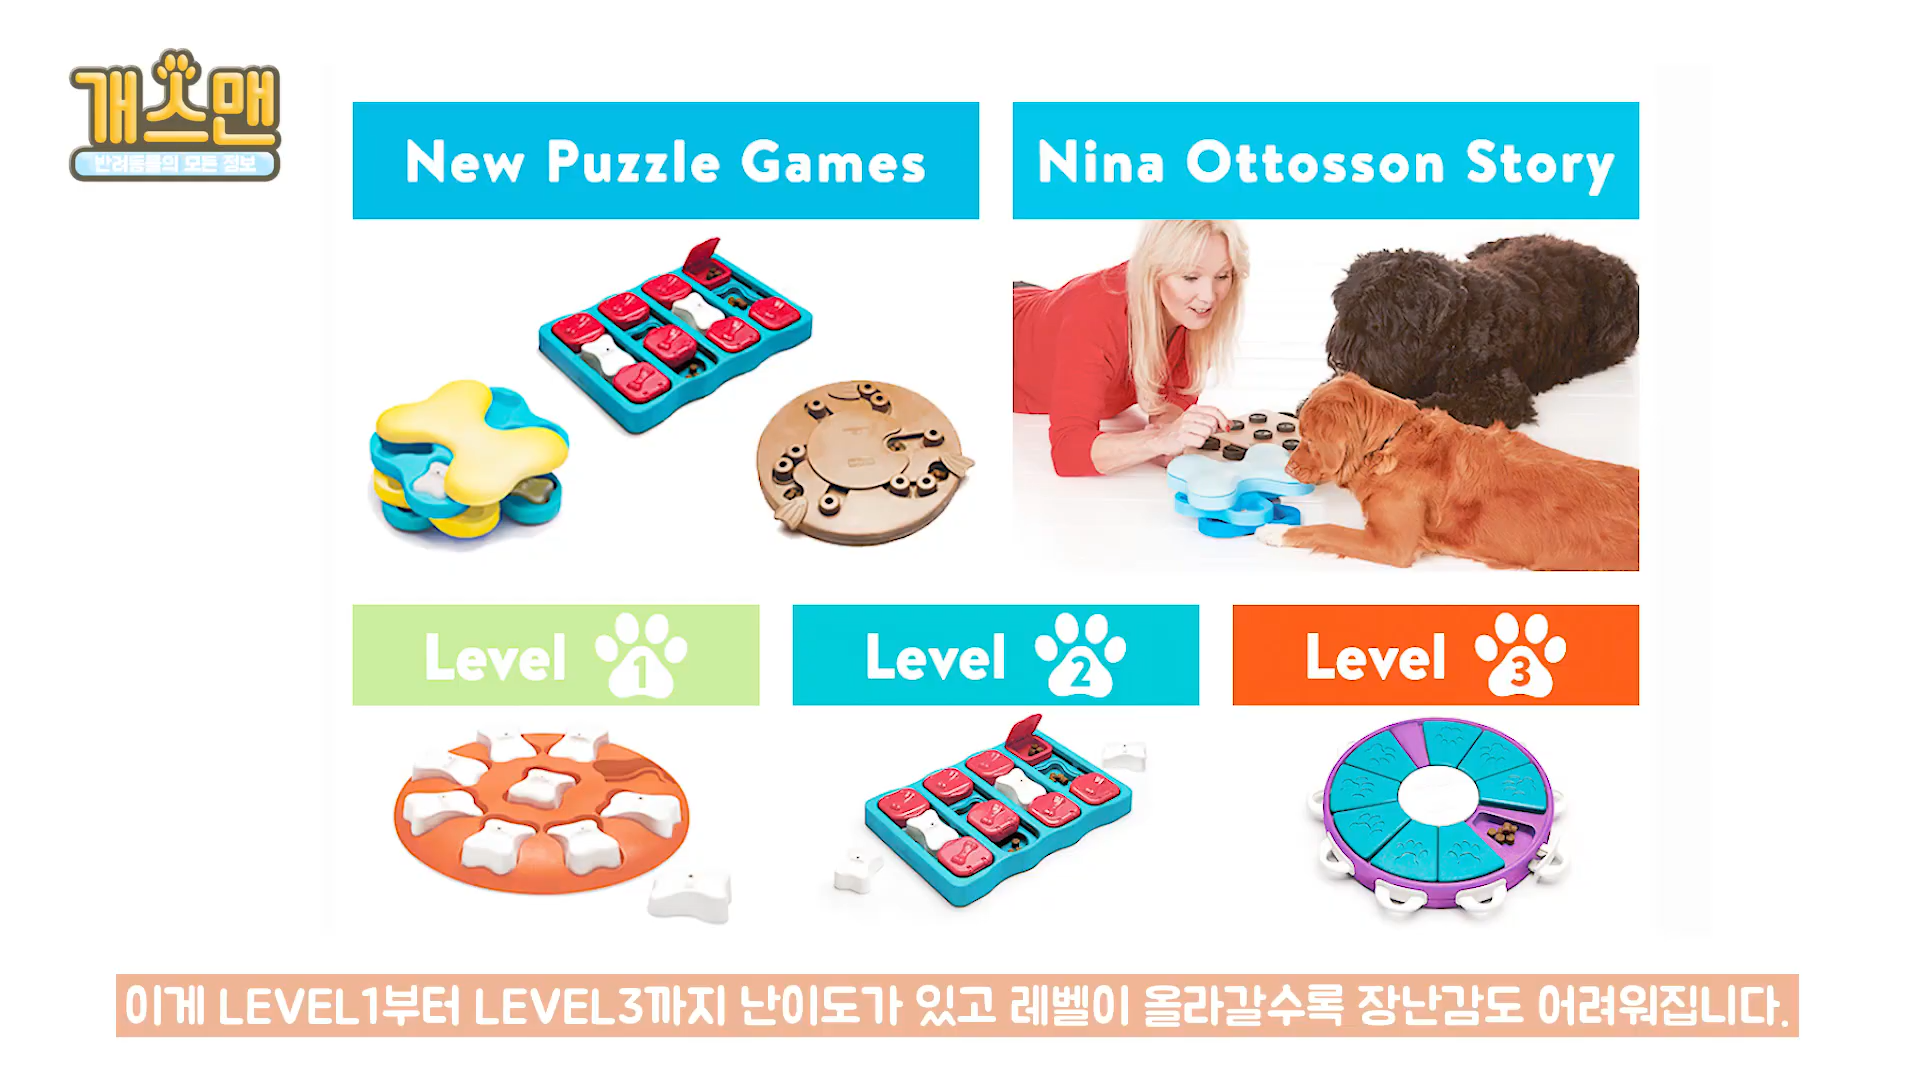 개스맨
반려동물의 모든 정보
New Puzzle Games
Nina Ottosson Story
Level 1
Level 2
Level 3
이게 LEVEL1부터 LEVEL3까지 난이도가 있고 레벨이 올라갈수록 장난감도 어려워집니다.